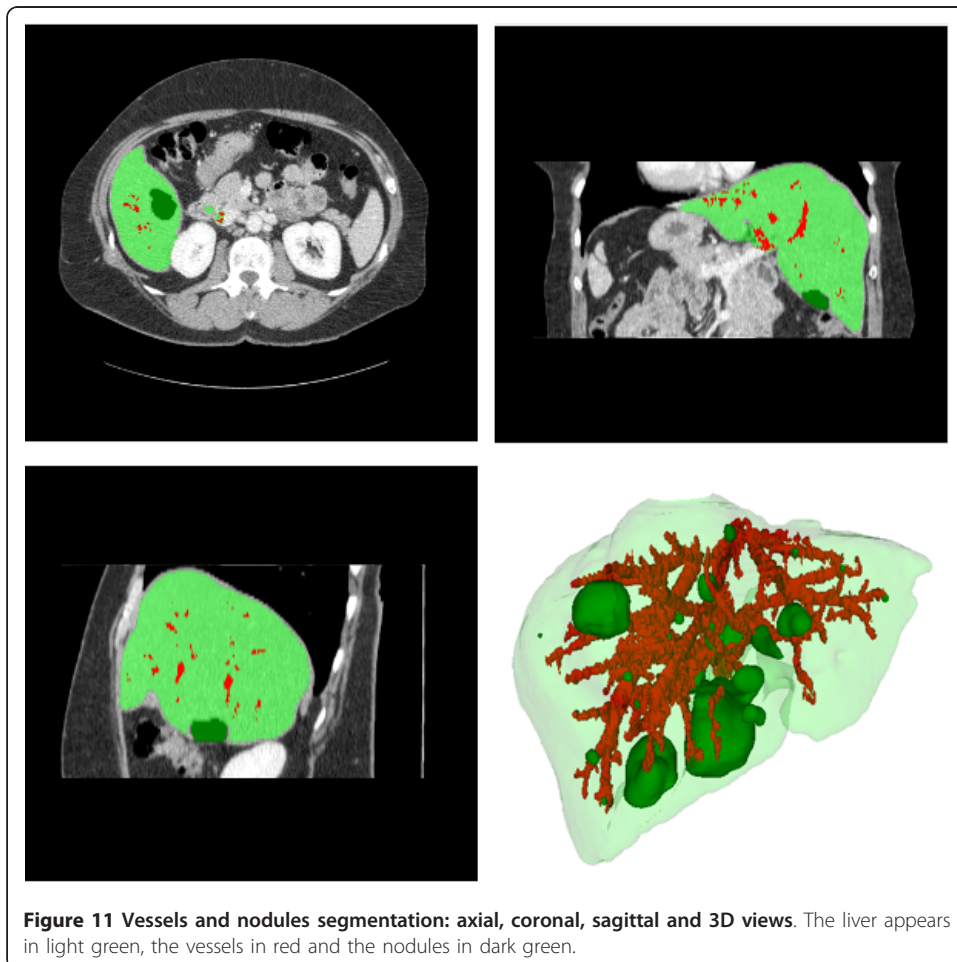 Figure 11 Vessels and nodules segmentation: axial, coronal, sagittal and 3D views. The liver appears
in light green, the vessels in red and the nodules in dark green.